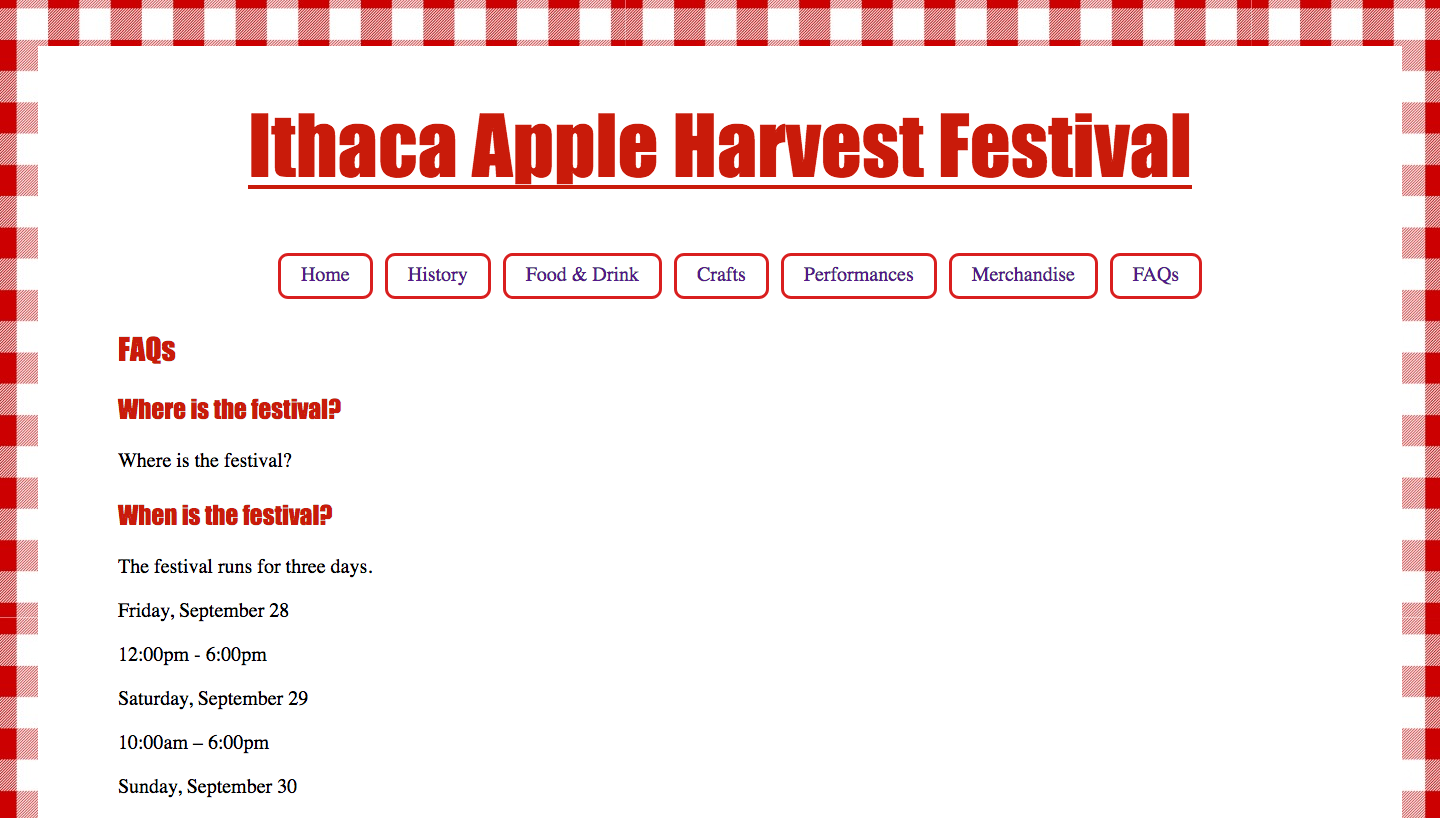 Ithaca Apple Harvest Festival
Home History Food & Drink Crafts Performances Merchandise FAQs
FAQs
Where is the festival?
Where is the festival?
When is the festival?
The festival runs for three days.
Friday, September 28
12:00pm - 6:00pm
Saturday, September 29
10:00am – 6:00pm
Sunday, September 30